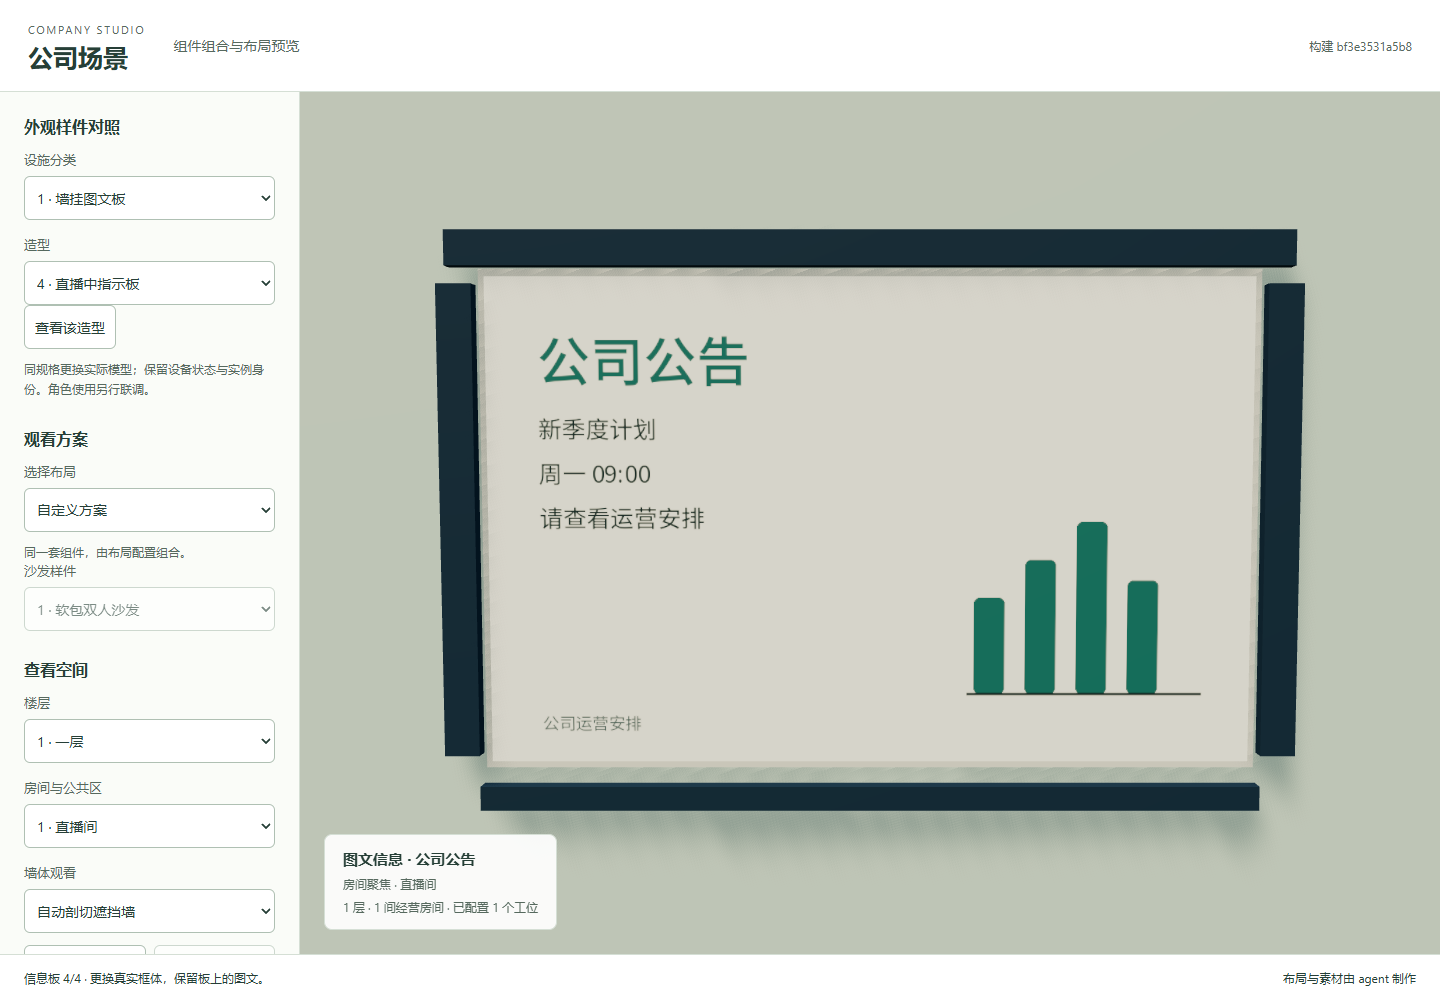 COMPANY STUDIO
公司场景
组件组合与布局预览
构建 bf3e3531a5b8
外观样件对照
设施分类
1 · 墙挂图文板
造型
4 · 直播中指示板
查看该造型
同规格更换实际模型；保留设备状态与实例身
份。角色使用另行联调。
观看方案
选择布局
自定义方案
同一套组件，由布局配置组合。
沙发样件
1 · 软包双人沙发
查看空间
楼层
1 · 一层
房间与公共区
1 · 直播间
墙体观看
自动剖切遮挡墙
公司公告
新季度计划
周一 09:00
请查看运营安排
公司运营安排
图文信息 · 公司公告
房间聚焦 · 直播间
1 层 · 1 间经营房间 · 已配置 1 个工位
信息板 4/4 · 更换真实框体，保留板上的图文。
布局与素材由 agent 制作